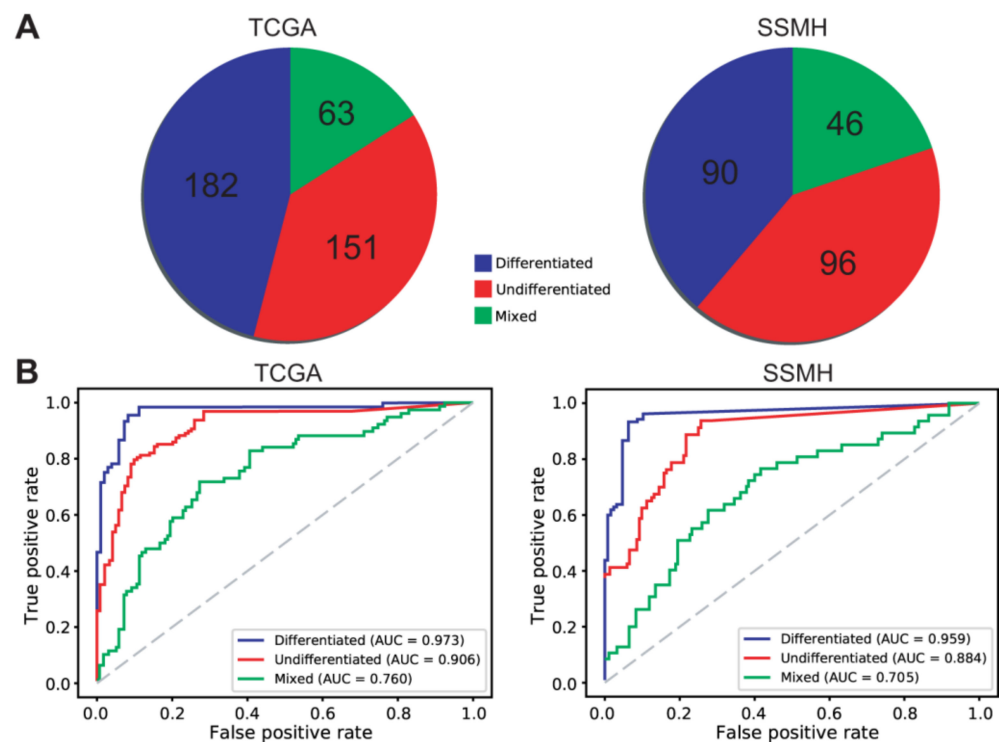 A
TCGA
SSMH
63
182
151
46
90
96
Differentiated
Undifferentiated
Mixed
B
TCGA
SSMH
True positive rate
1.0
0.8
0.6
0.4
0.2
0.0
0.0 0.2 0.4 0.6 0.8 1.0
False positive rate
Differentiated (AUC = 0.973)
Undifferentiated (AUC = 0.906)
Mixed (AUC = 0.760)
True positive rate
1.0
0.8
0.6
0.4
0.2
0.0
0.0 0.2 0.4 0.6 0.8 1.0
False positive rate
Differentiated (AUC = 0.959)
Undifferentiated (AUC = 0.884)
Mixed (AUC = 0.705)